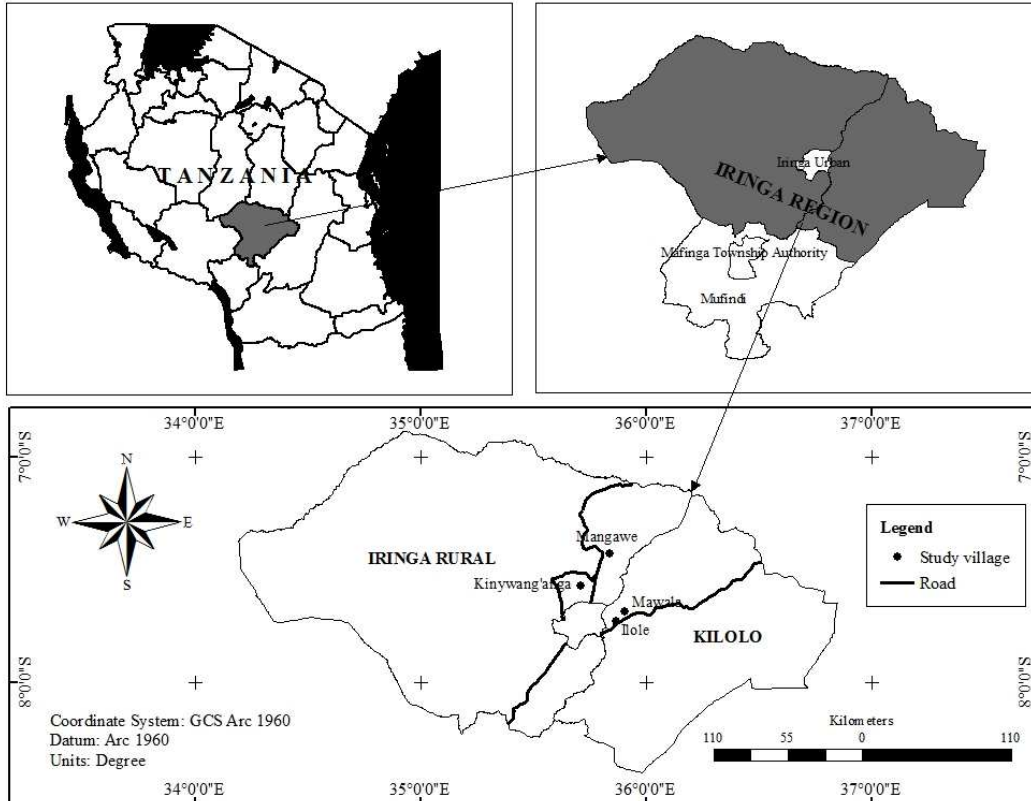 TANZANIA
Iringa Urban
IRINGA REGION
Mafinga Township Authority
Mufindi
34°0'0"E 35°0'0"E 36°0'0"E 37°0'0"E
7°0'0"S
7°0'0"S
N
W E
S
Mangawe
IRINGA RURAL
Kinywang'anga
Mawala
Ilole
KILOLO
Legend
Study village
Road
8°0'0"S
8°0'0"S
Coordinate System: GCS Arc 1960
Datum: Arc 1960
Units: Degree
Kilometers
110 55 0 110
34°0'0"E 35°0'0"E 36°0'0"E 37°0'0"E